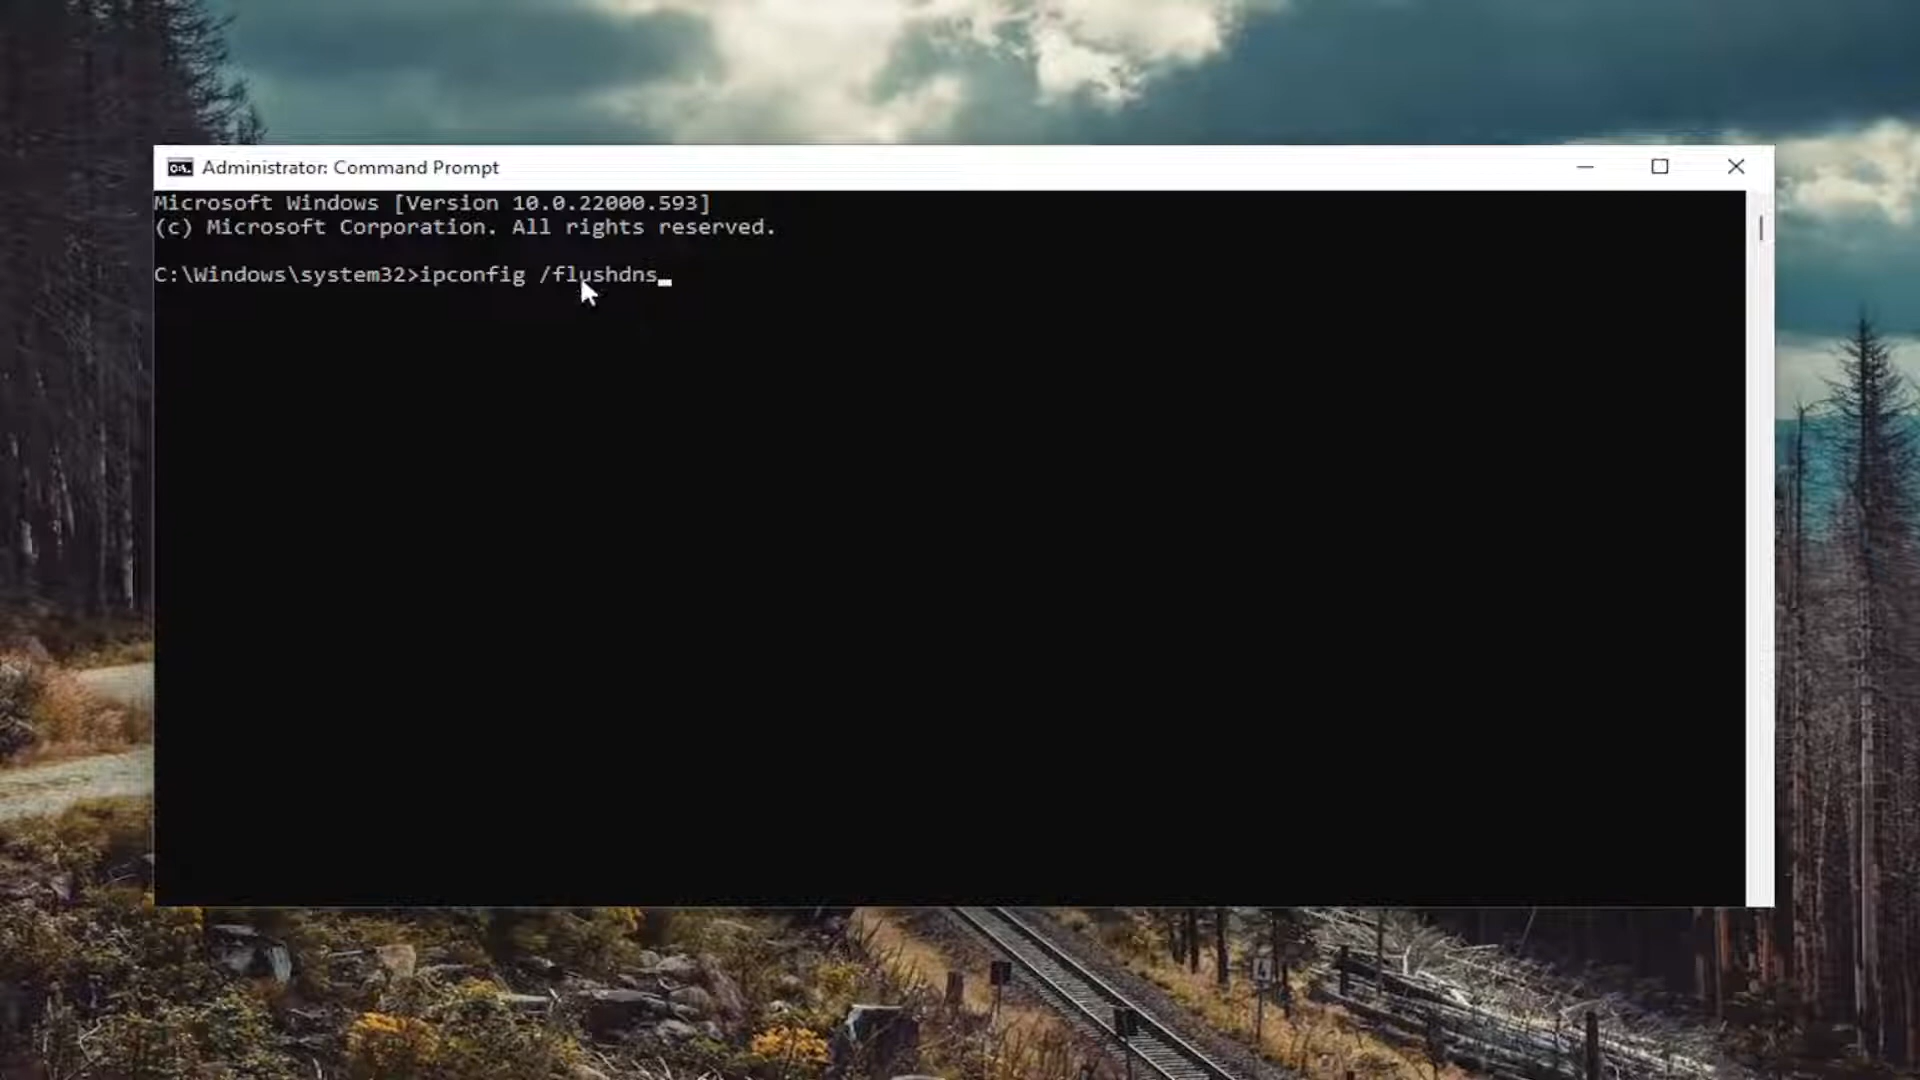 Administrator: Command Prompt
Microsoft Windows [Version 10.0.22000.593]
(c) Microsoft Corporation. All rights reserved.
C:\Windows\system32>ipconfig /flushdns